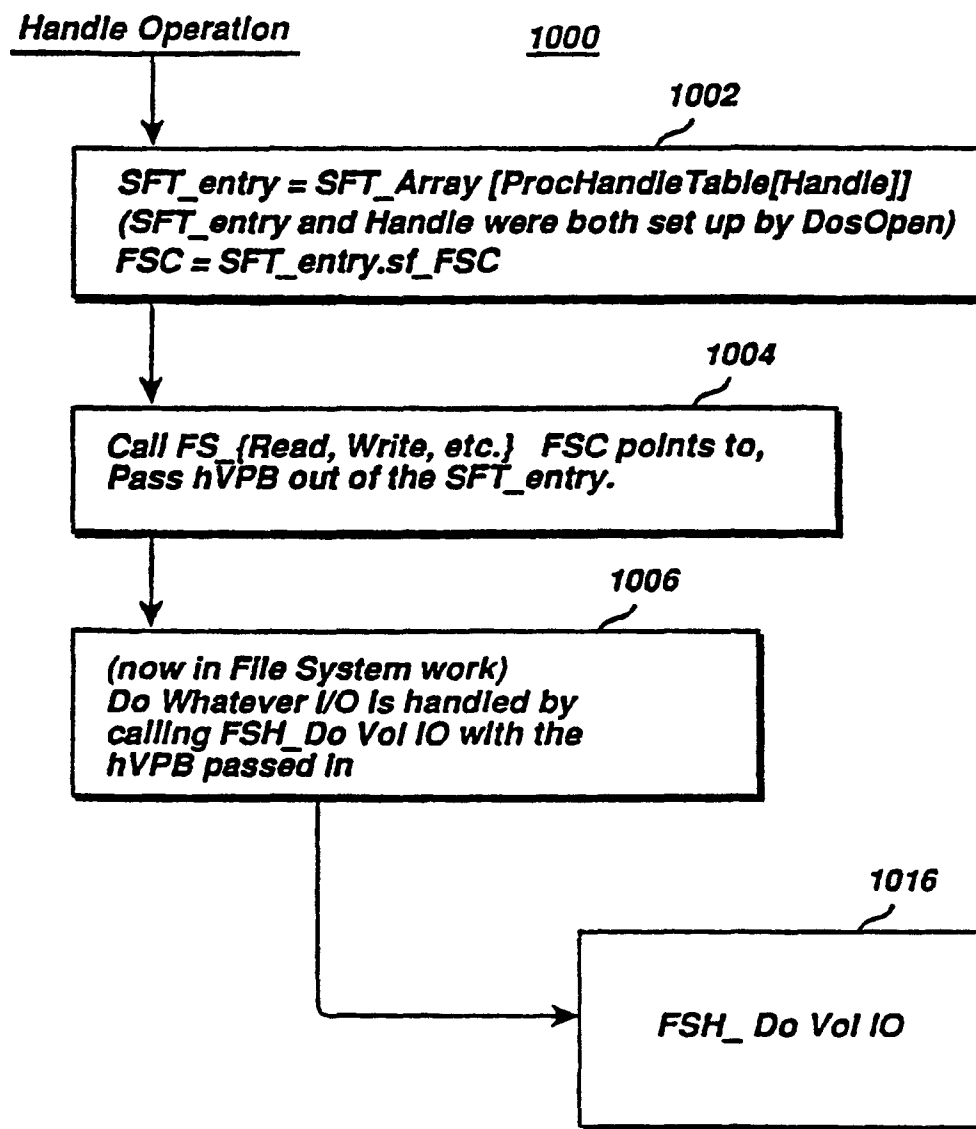 Handle Operation
1000
1002
SFT_entry = SFT_Array [ProcHandleTable[Handle]]
(SFT_entry and Handle were both set up by DosOpen)
FSC = SFT_entry.sf_FSC
1004
Call FS_{Read, Write, etc.} FSC points to,
Pass hVPB out of the SFT_entry.
1006
(now in File System work)
Do Whatever I/O is handled by
calling FSH_Do Vol IO with the
hVPB passed in
1016
FSH_ Do Vol IO